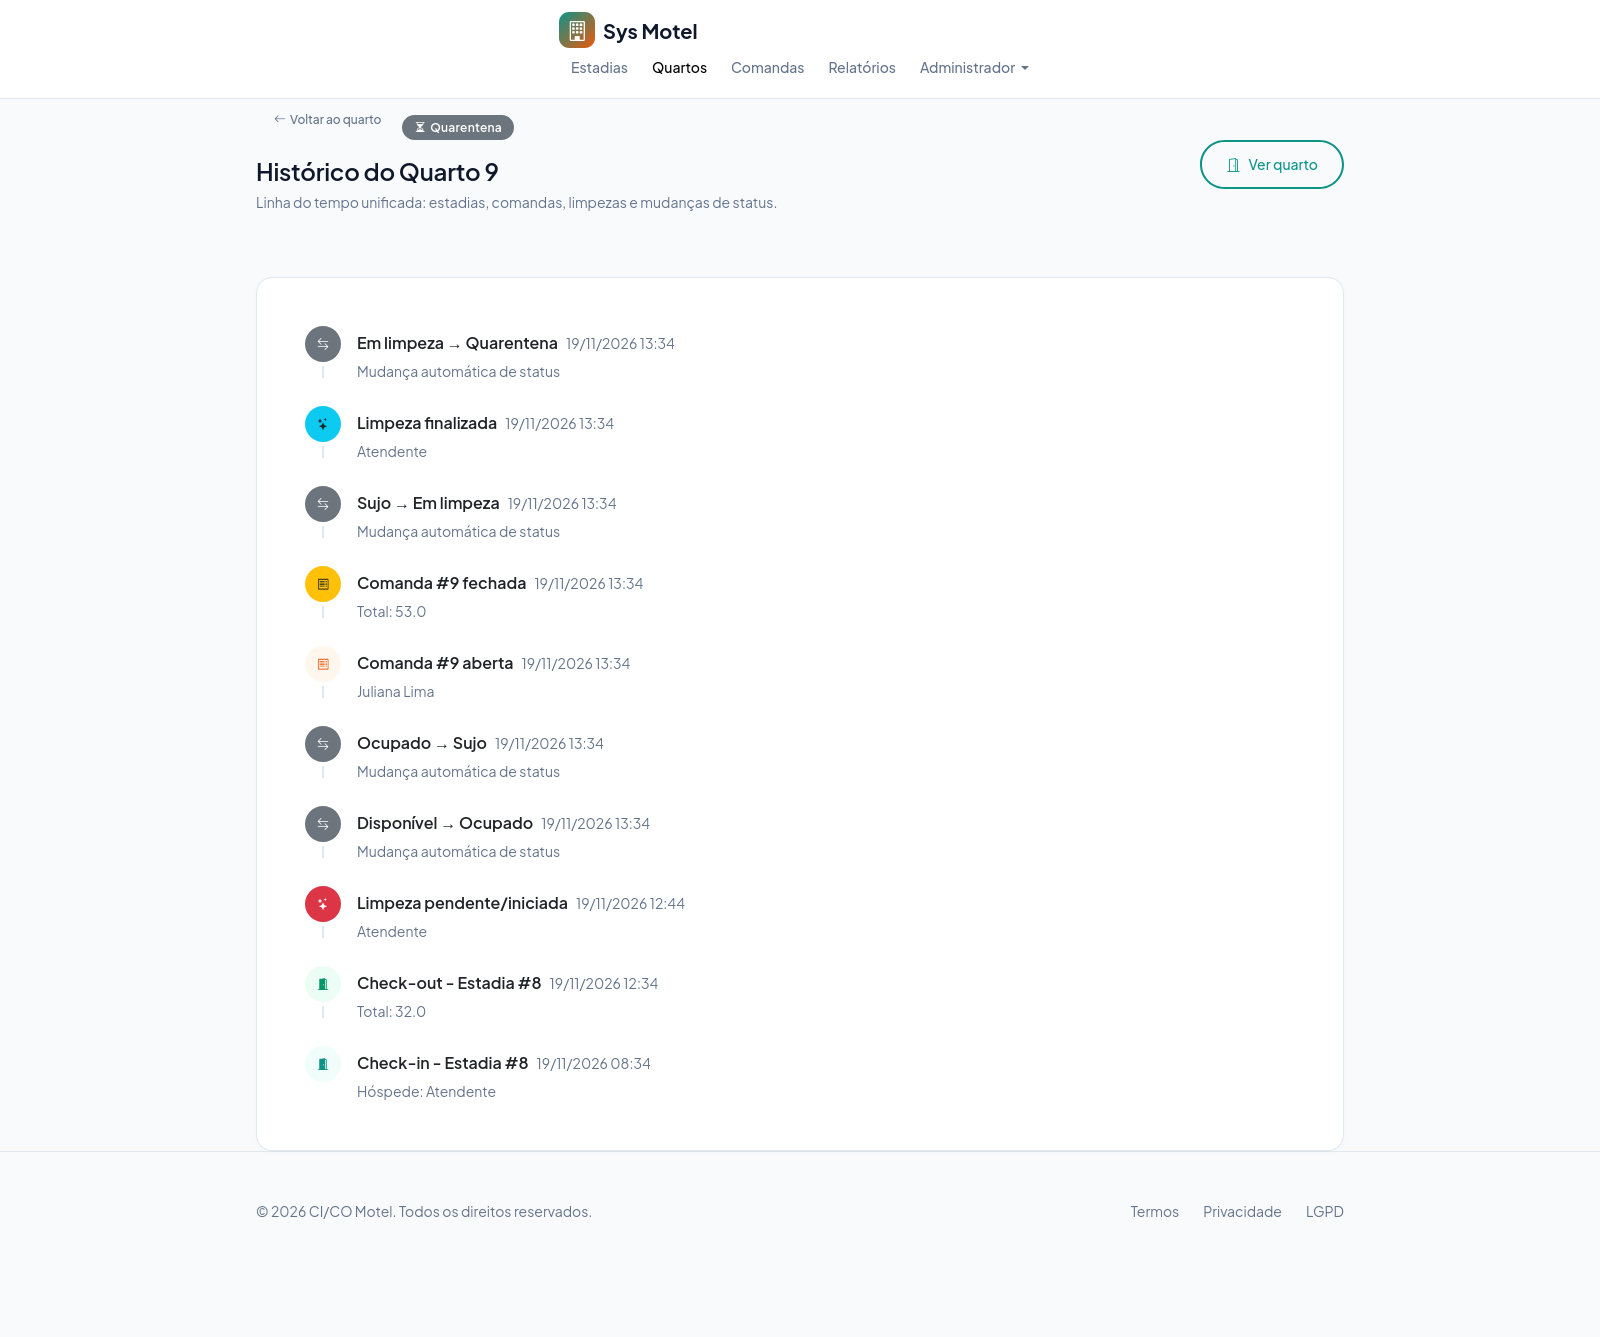 Sys Motel
Estadias Quartos Comandas Relatórios Administrador
← Voltar ao quarto Quarentena
Histórico do Quarto 9
Linha do tempo unificada: estadias, comandas, limpezas e mudanças de status.
Ver quarto
Em limpeza → Quarentena 19/11/2026 13:34
Mudança automática de status
Limpeza finalizada 19/11/2026 13:34
Atendente
Sujo → Em limpeza 19/11/2026 13:34
Mudança automática de status
Comanda #9 fechada 19/11/2026 13:34
Total: 53.0
Comanda #9 aberta 19/11/2026 13:34
Juliana Lima
Ocupado → Sujo 19/11/2026 13:34
Mudança automática de status
Disponível → Ocupado 19/11/2026 13:34
Mudança automática de status
Limpeza pendente/iniciada 19/11/2026 12:44
Atendente
Check-out - Estadia #8 19/11/2026 12:34
Total: 32.0
Check-in - Estadia #8 19/11/2026 08:34
Hóspede: Atendente
© 2026 CI/CO Motel. Todos os direitos reservados.
Termos Privacidade LGPD